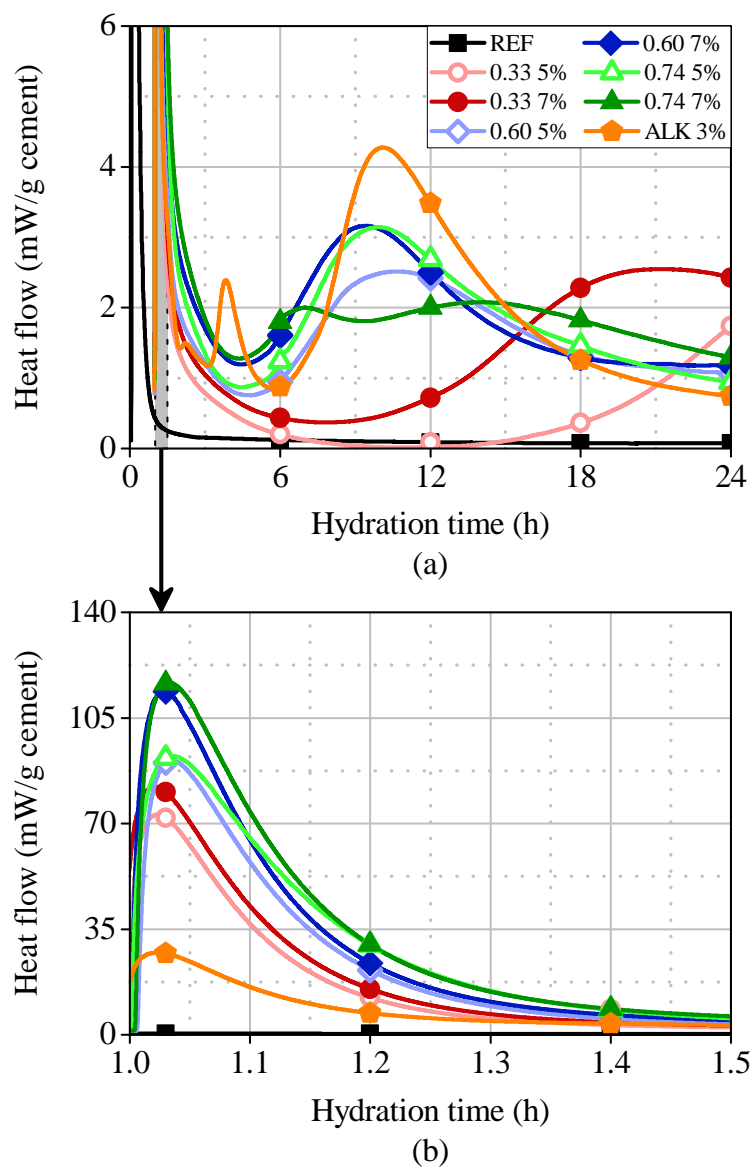 6
4
2
0
Heat flow (mW/g cement)
REF
0.33 5%
0.33 7%
0.60 5%
0.60 7%
0.74 5%
0.74 7%
ALK 3%
0 6 12 18 24
Hydration time (h)
(a)
140
105
70
35
0
Heat flow (mW/g cement)
1.0 1.1 1.2 1.3 1.4 1.5
Hydration time (h)
(b)